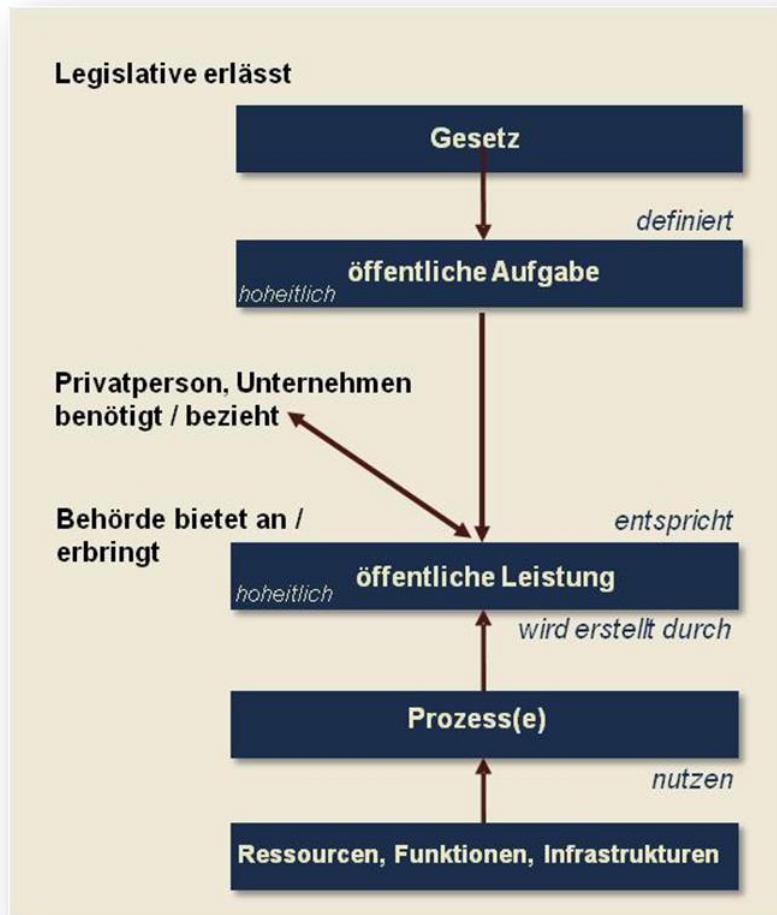 Legislative erlässt
Gesetz
definiert
öffentliche Aufgabe
hoheitlich
Privatperson, Unternehmen
benötigt / bezieht
Behörde bietet an /
erbringt
entspricht
öffentliche Leistung
hoheitlich
wird erstellt durch
Prozess(e)
nutzen
Ressourcen, Funktionen, Infrastrukturen